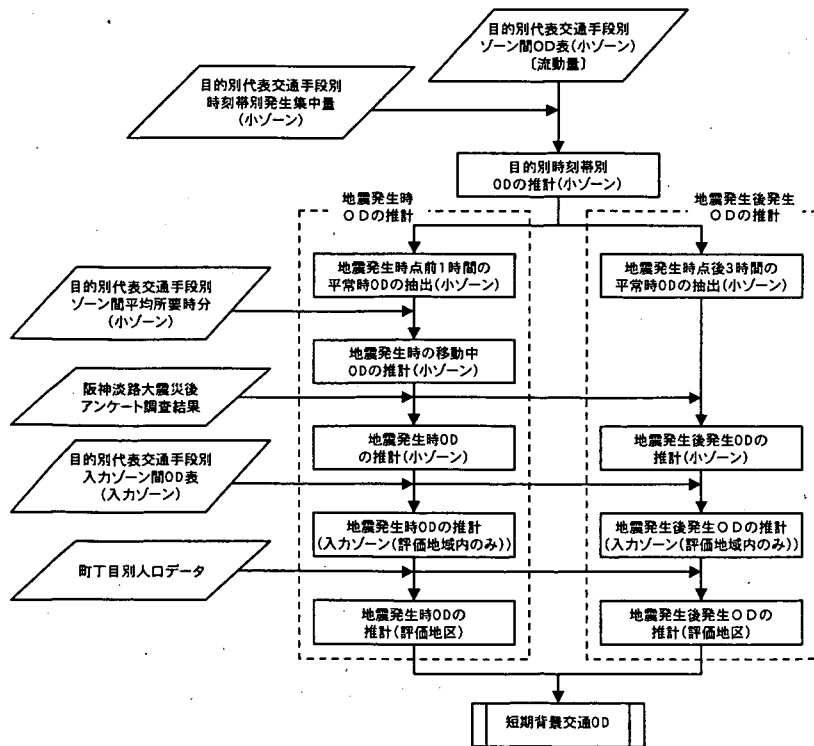 目的別代表交通手段別
ゾーン間OD表(小ゾーン)
〔流動量〕
目的別代表交通手段別
時刻帯別発生集中量
(小ゾーン)
目的別時刻帯別
ODの推計(小ゾーン)
地震発生時
ODの推計
地震発生後発生
ODの推計
地震発生時点前1時間の
平常時ODの抽出(小ゾーン)
地震発生時点後3時間の
平常時ODの抽出(小ゾーン)
目的別代表交通手段別
ゾーン間平均所要時分
(小ゾーン)
地震発生時の移動中
ODの推計(小ゾーン)
阪神淡路大震災後
アンケート調査結果
地震発生時OD
の推計(小ゾーン)
地震発生後発生ODの
推計(小ゾーン)
目的別代表交通手段別
入力ゾーン間OD表
(入力ゾーン)
地震発生時ODの推計
(入力ゾーン(評価地域内のみ))
地震発生後発生ODの推計
(入力ゾーン(評価地域内のみ))
町丁目別人口データ
地震発生時ODの
推計(評価地区)
地震発生後発生ODの
推計(評価地区)
短期背景交通OD